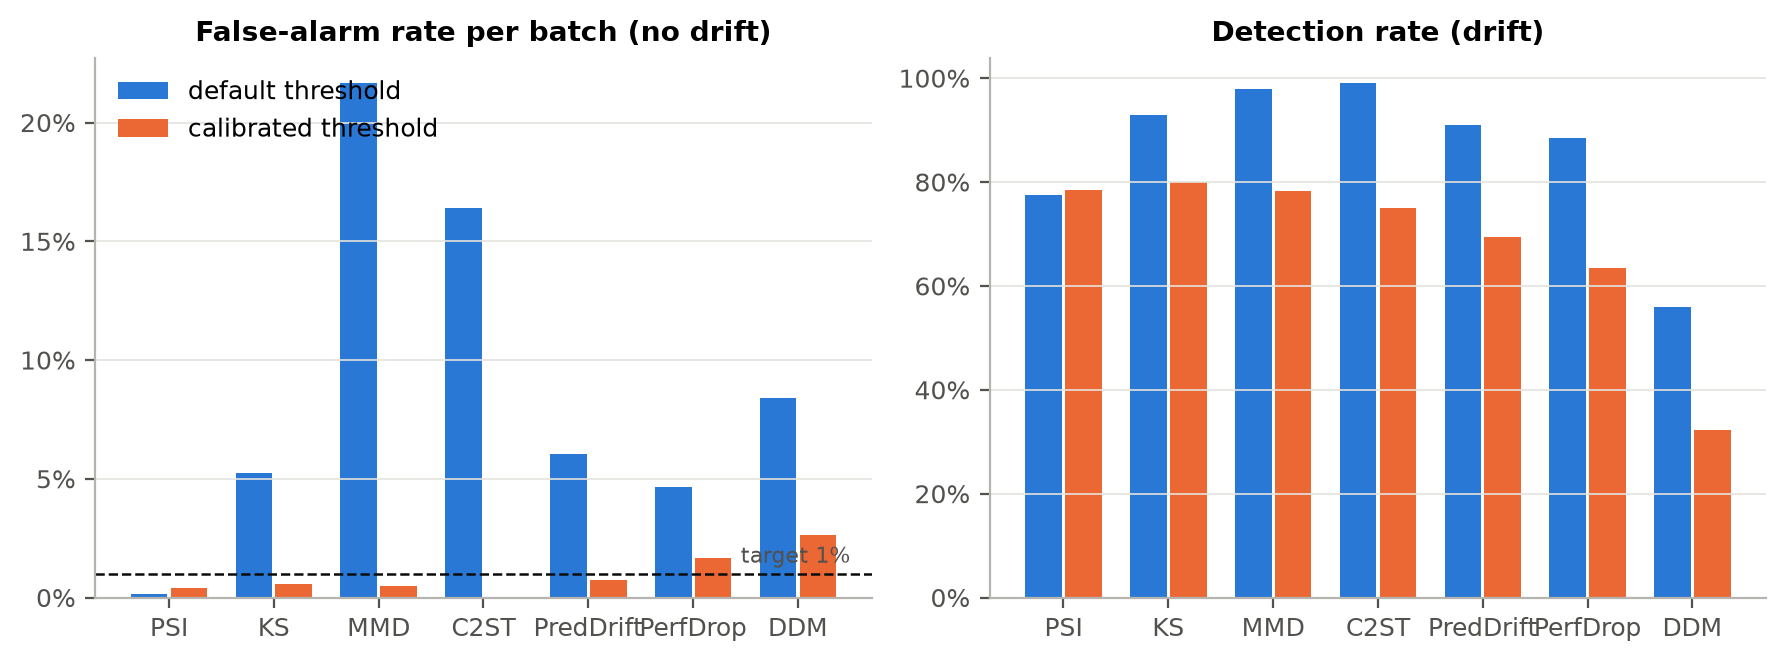 False-alarm rate per batch (no drift)
default threshold
calibrated threshold
20%
15%
10%
5%
0%
target 1%
PSI KS MMD C2ST PredDrift PerfDrop DDM
Detection rate (drift)
100%
80%
60%
40%
20%
0%
PSI KS MMD C2ST PredDrift PerfDrop DDM